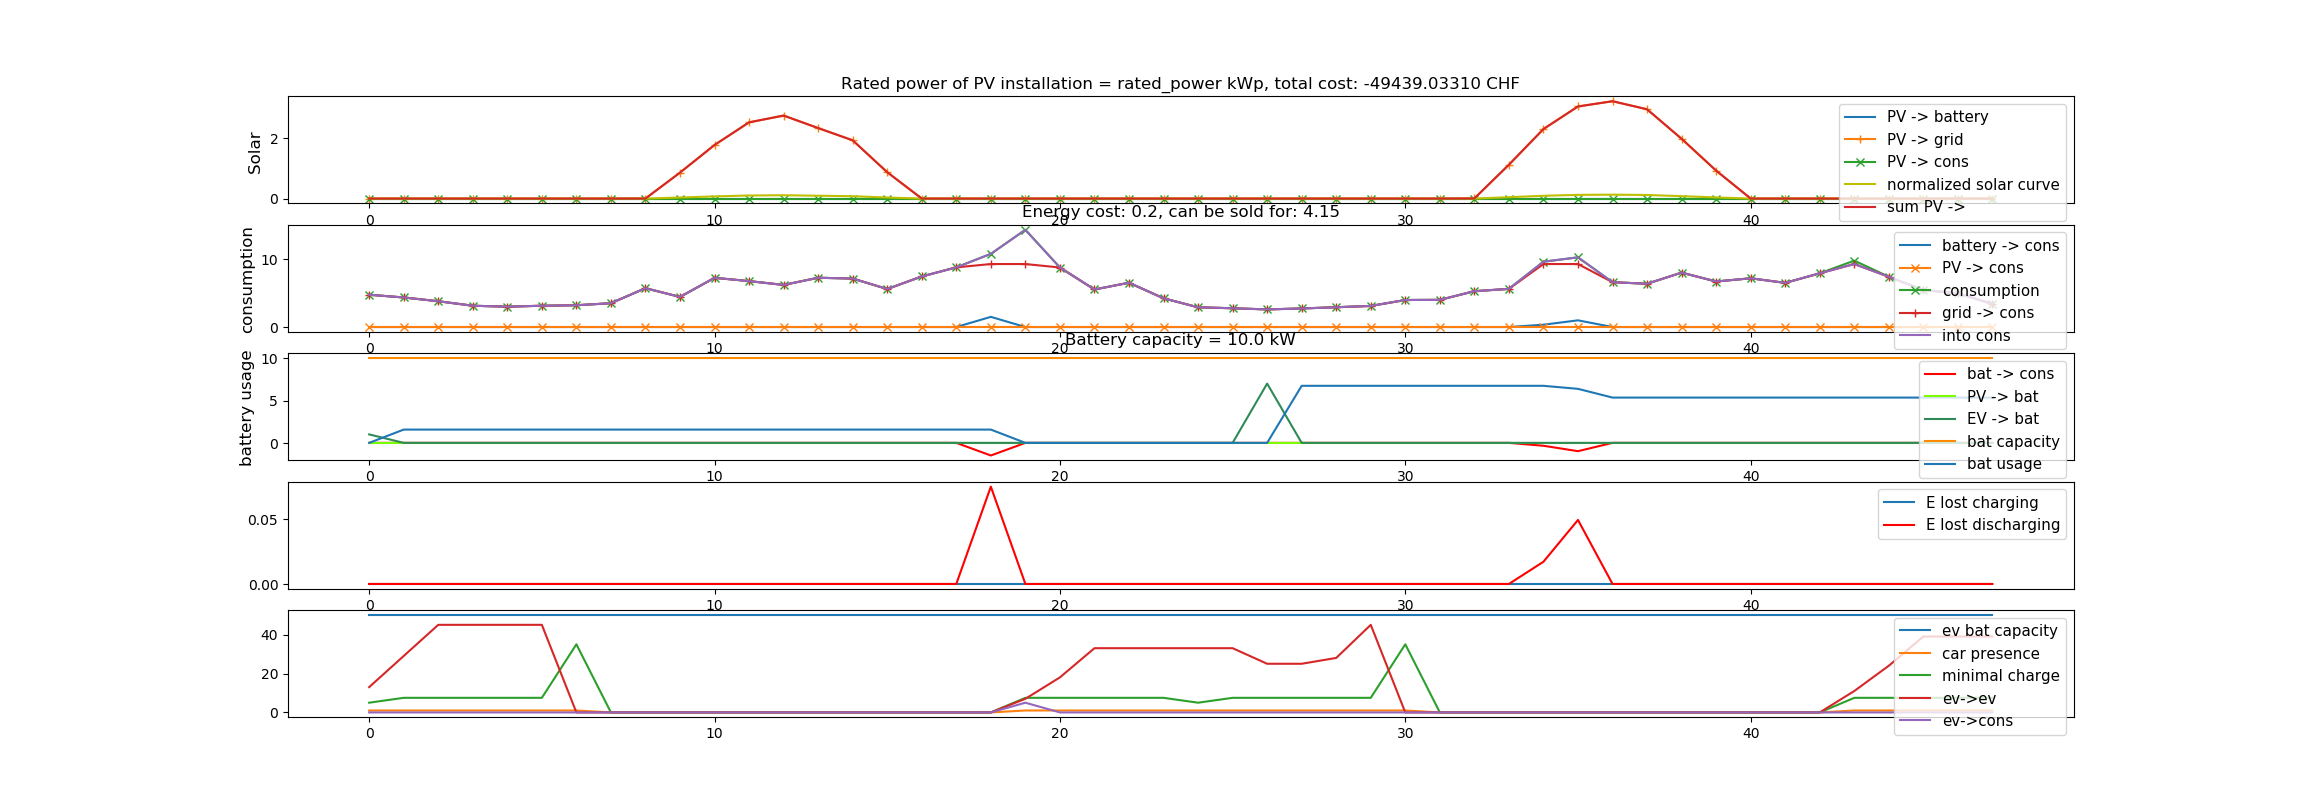 Rated power of PV installation = rated_power kWp, total cost: -49439.03310 CHF
Solar
2
0
PV -> battery
PV -> grid
PV -> cons
normalized solar curve
sum PV ->
0 10 20 30 40
Energy cost: 0.2, can be sold for: 4.15
consumption
10
0
battery -> cons
PV -> cons
consumption
grid -> cons
into cons
0 10 20 30 40
Battery capacity = 10.0 kW
battery usage
10
5
0
bat -> cons
PV -> bat
EV -> bat
bat capacity
bat usage
0 10 20 30 40
0.05
0.00
E lost charging
E lost discharging
0 10 20 30 40
40
20
0
ev bat capacity
car presence
minimal charge
ev->ev
ev->cons
0 10 20 30 40